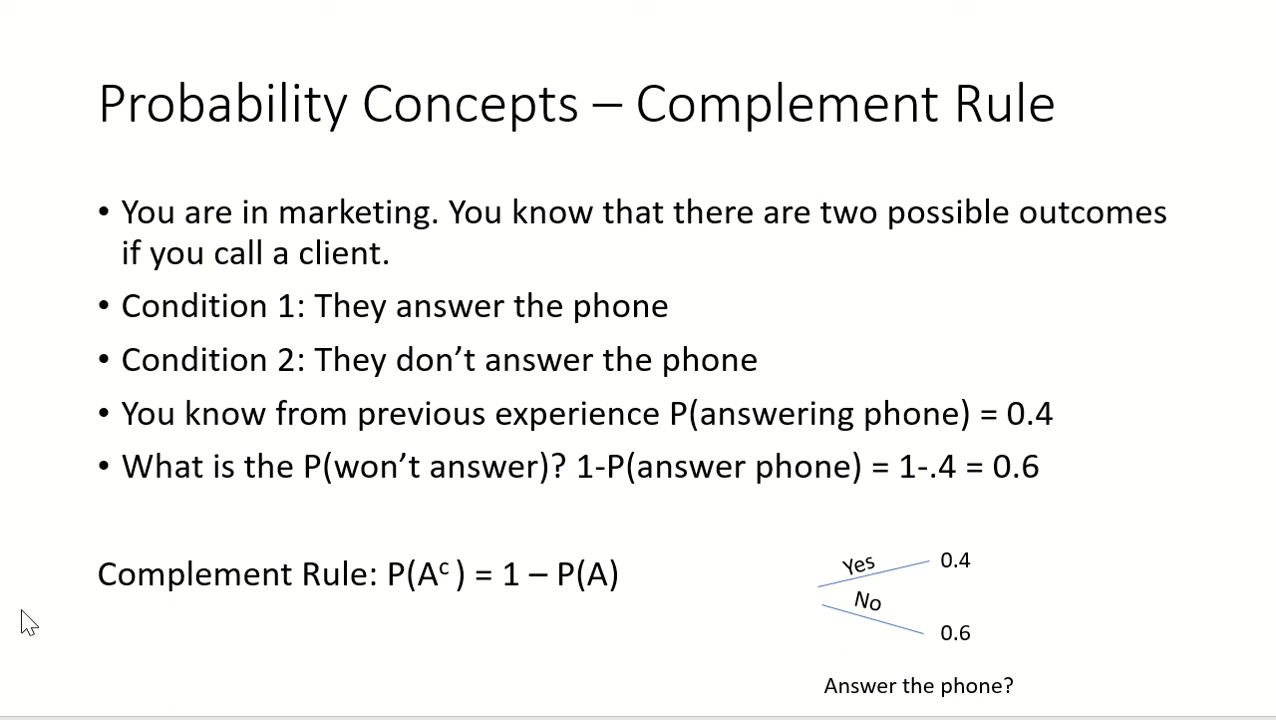 Probability Concepts – Complement Rule
• You are in marketing. You know that there are two possible outcomes
if you call a client.
• Condition 1: They answer the phone
• Condition 2: They don’t answer the phone
• You know from previous experience P(answering phone) = 0.4
• What is the P(won’t answer)? 1-P(answer phone) = 1-.4 = 0.6
Complement Rule: P(Aᶜ ) = 1 – P(A)
Yes
0.4
No
0.6
Answer the phone?